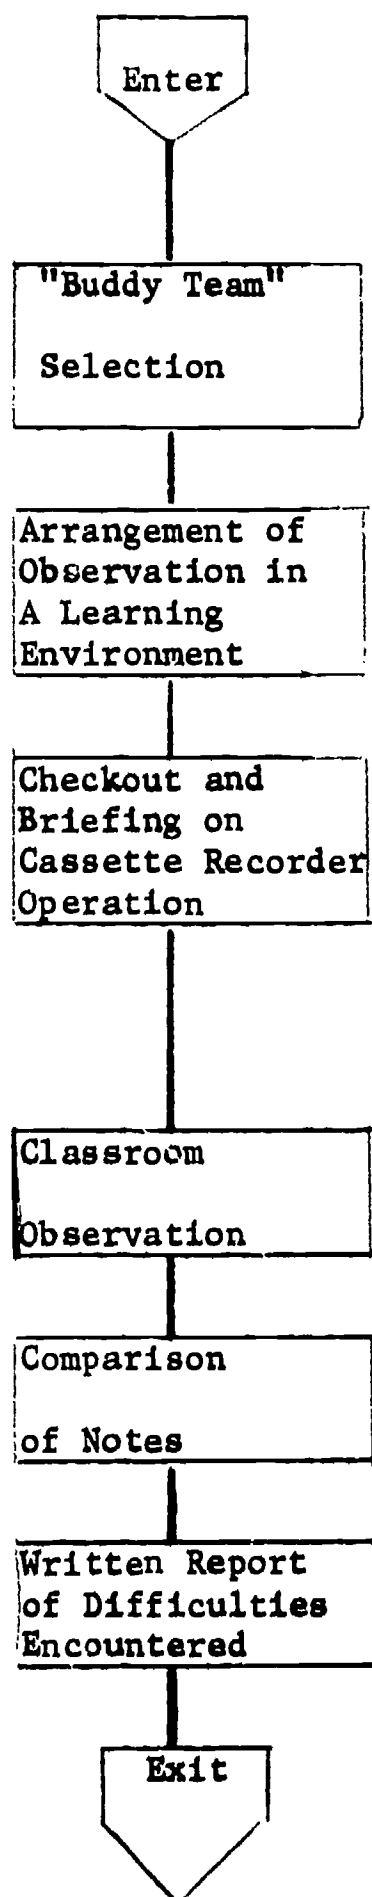 Enter
"Buddy Team"
Selection
Arrangement of
Observation in
A Learning
Environment
Checkout and
Briefing on
Cassette Recorder
Operation
Classroom
Observation
Comparison
of Notes
Written Report
of Difficulties
Encountered
Exit